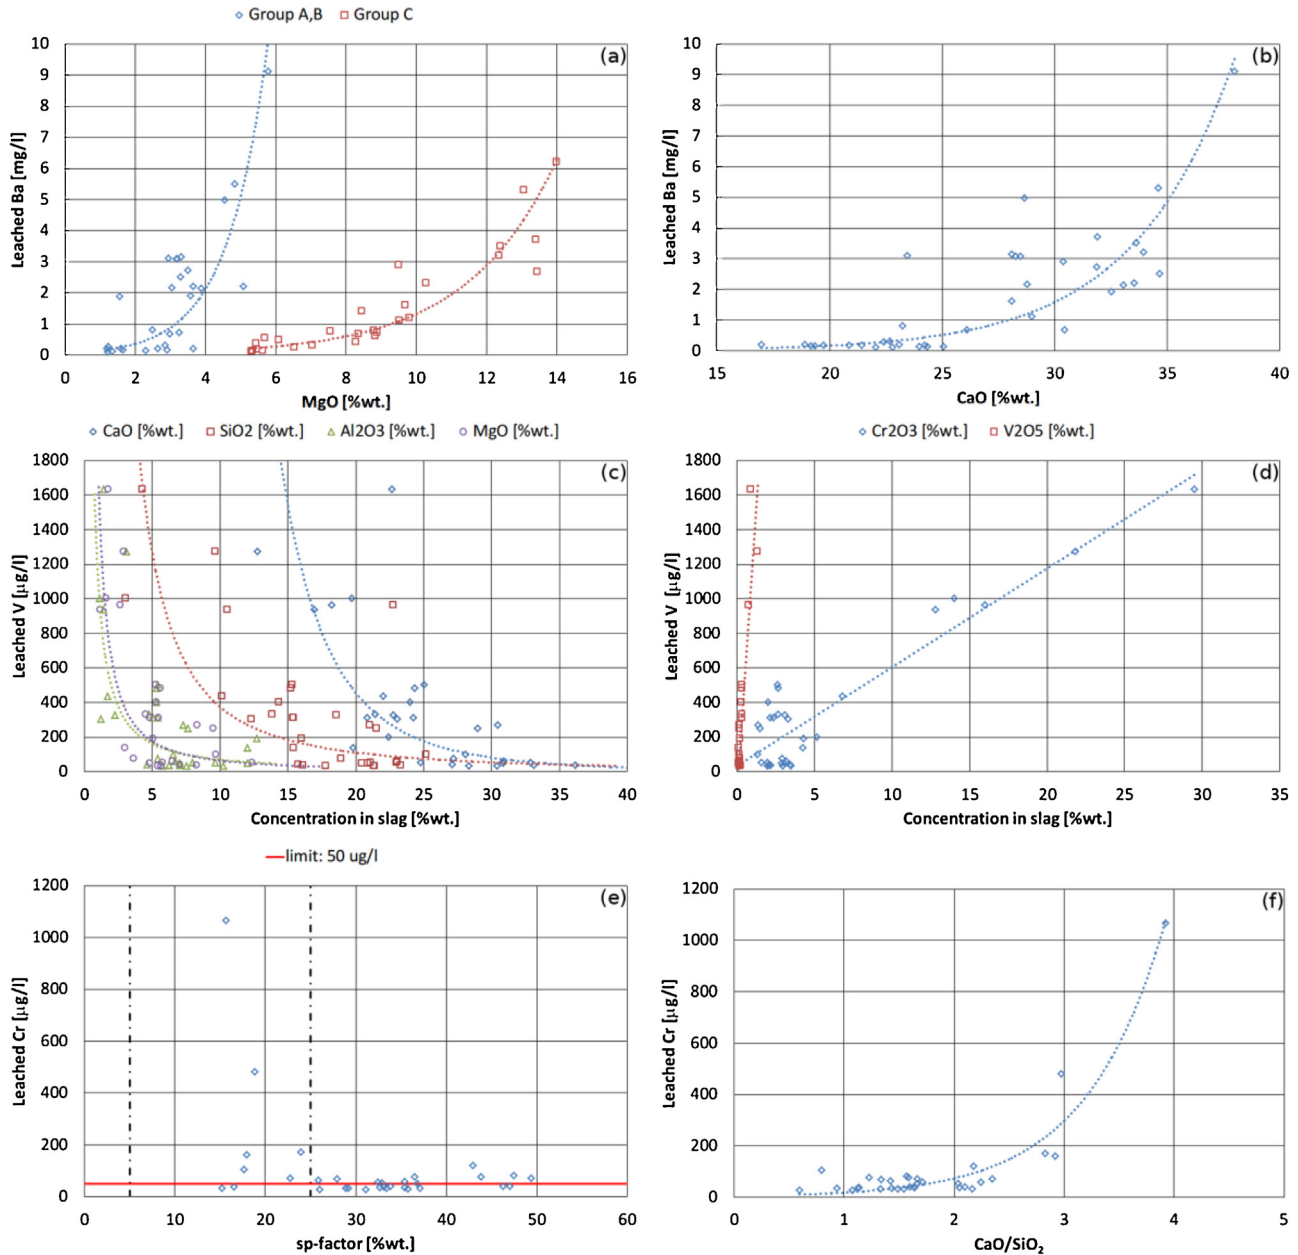 Group A,B Group C
(a)
Leached Ba [mg/l]
10
9
8
7
6
5
4
3
2
1
0
0 2 4 6 8 10 12 14 16
MgO [%wt.]
(b)
Leached Ba [mg/l]
10
9
8
7
6
5
4
3
2
1
0
15 20 25 30 35 40
CaO [%wt.]
CaO [%wt.] SiO2 [%wt.] Al2O3 [%wt.] MgO [%wt.]
(c)
Leached V [µg/l]
1800
1600
1400
1200
1000
800
600
400
200
0
0 5 10 15 20 25 30 35 40
Concentration in slag [%wt.]
Cr2O3 [%wt.] V2O5 [%wt.]
(d)
Leached V [µg/l]
1800
1600
1400
1200
1000
800
600
400
200
0
0 5 10 15 20 25 30 35
Concentration in slag [%wt.]
limit: 50 ug/l
(e)
Leached Cr [µg/l]
1200
1000
800
600
400
200
0
0 10 20 30 40 50 60
sp-factor [%wt.]
(f)
Leached Cr [µg/l]
1200
1000
800
600
400
200
0
0 1 2 3 4 5
CaO/SiO₂